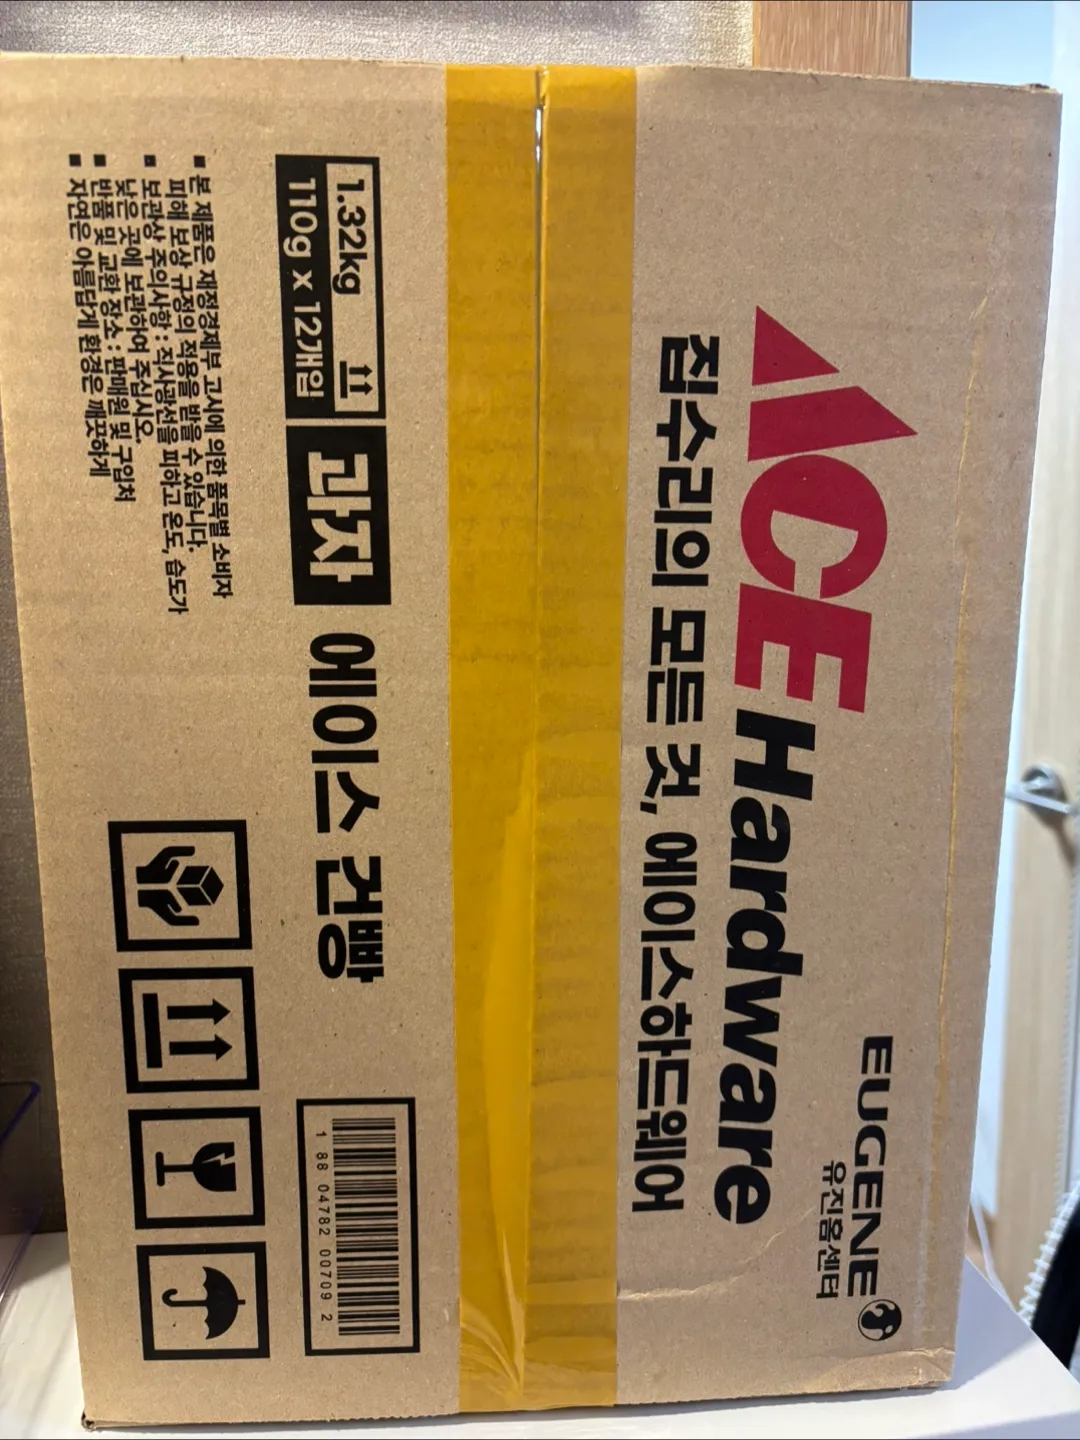 EUGENE
유진홈센터
ACE Hardware
집수리의 모든 것, 에이스하드웨어
1.32kg
110g x 12개입
과자
에이스 건빵
1 88 04782 00709 2
■ 본 제품은 재정경제부 고시에 의한 품목별 소비자
피해 보상 규정의 적용을 받을 수 있습니다.
■ 보관상 주의사항 : 직사광선을 피하고 온도, 습도가
낮은 곳에 보관하여 주십시오.
■ 반품 및 교환 장소 : 판매원 및 구입처
■ 자연은 아름답게 환경은 깨끗하게